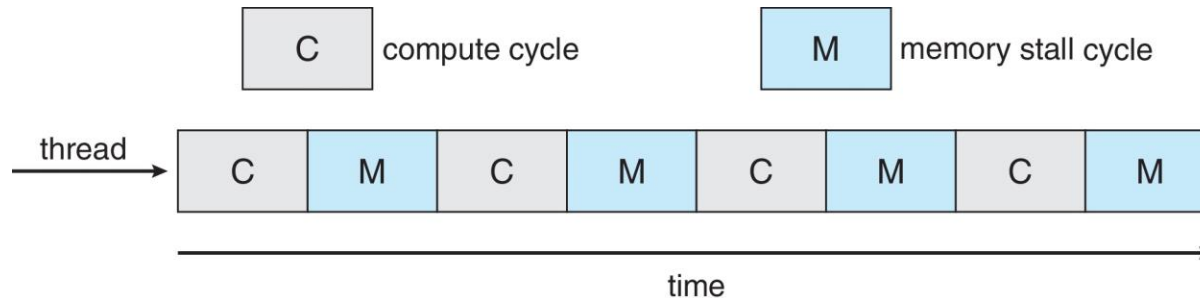 C compute cycle M memory stall cycle
thread
C M C M C M C M
time